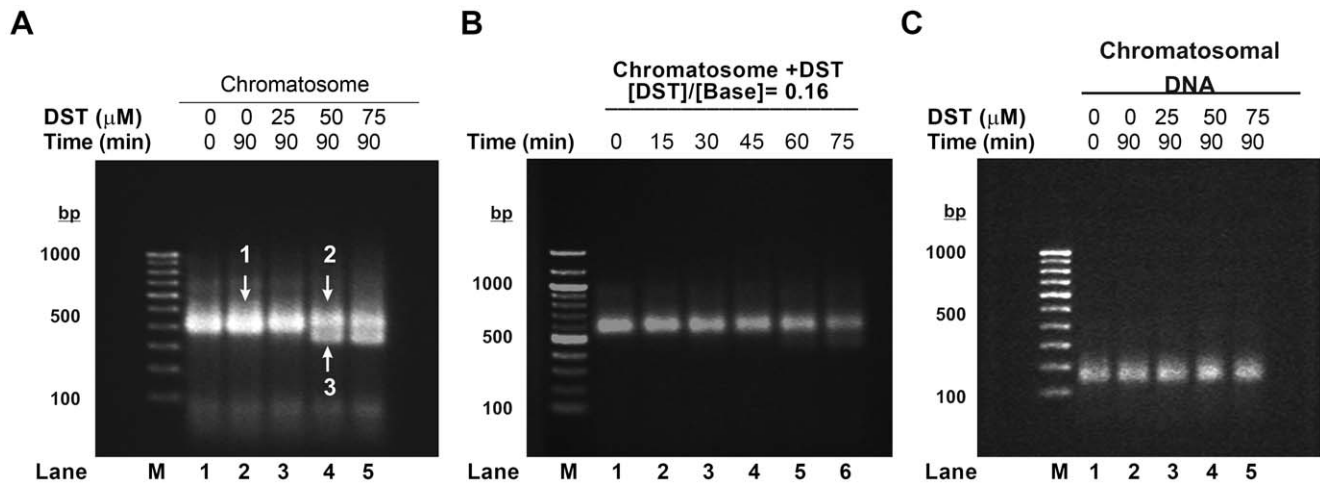 A
Chromatosome
DST (μM) 0 0 25 50 75
Time (min) 0 90 90 90 90
bp
1000
500
100
1
2
3
Lane M 1 2 3 4 5
B
Chromatosome +DST
[DST]/[Base]= 0.16
Time (min) 0 15 30 45 60 75
bp
1000
500
100
Lane M 1 2 3 4 5 6
C
Chromatosomal
DNA
DST (μM) 0 0 25 50 75
Time (min) 0 90 90 90 90
bp
1000
500
100
Lane M 1 2 3 4 5